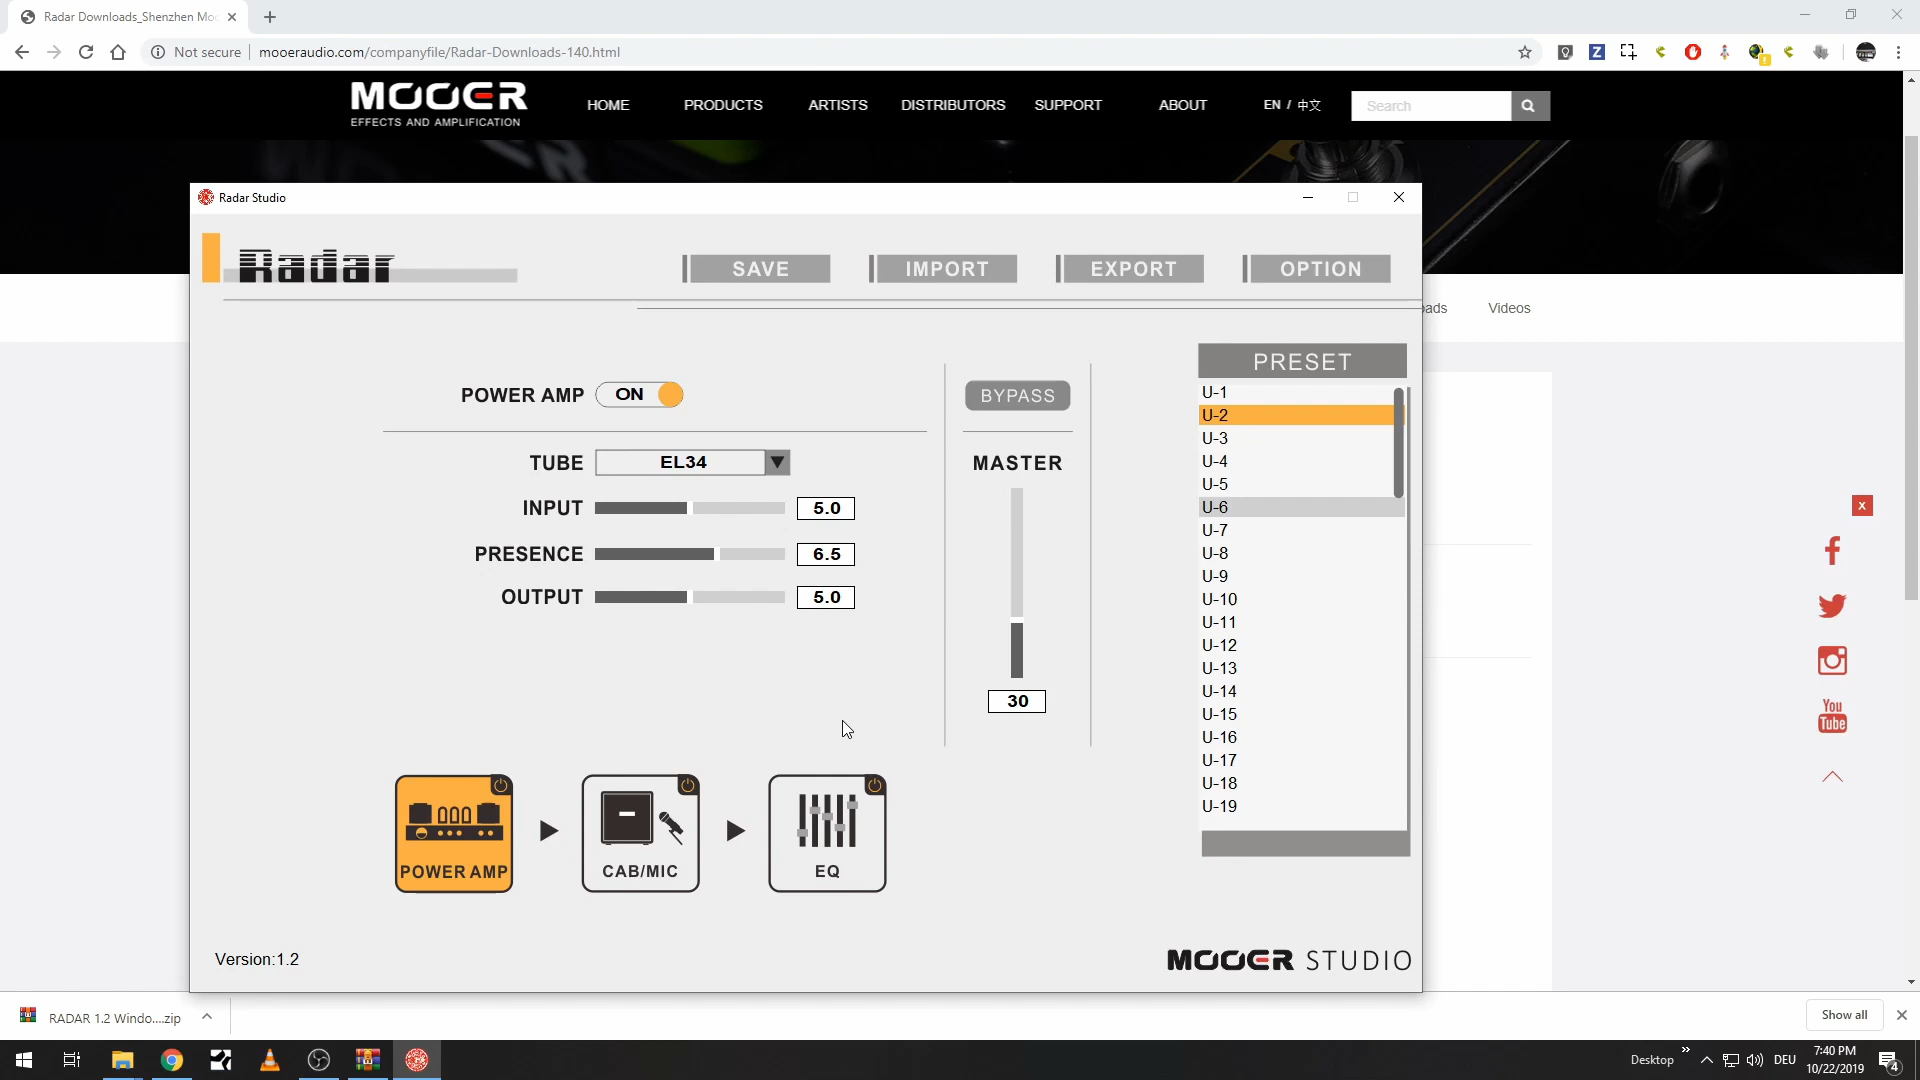 Radar Downloads_Shenzhen Moo
Not secure
mooeraudio.com/companyfile/Radar-Downloads-140.html
MOOER
EFFECTS AND AMPLIFICATION
HOME
PRODUCTS
ARTISTS
DISTRIBUTORS
SUPPORT
ABOUT
EN / 中文
Search
Radar Studio
Radar
SAVE
IMPORT
EXPORT
OPTION
Videos
POWER AMP
ON
BYPASS
PRESET
TUBE
EL34
MASTER
INPUT
5.0
PRESENCE
6.5
OUTPUT
5.0
30
U-1
U-2
U-3
U-4
U-5
U-6
U-7
U-8
U-9
U-10
U-11
U-12
U-13
U-14
U-15
U-16
U-17
U-18
U-19
x
You
Tube
POWER AMP
CAB/MIC
EQ
Version:1.2
MOOER STUDIO
RADAR 1.2 Windo....zip
Show all
Desktop
DEU
7:40 PM
10/22/2019
4